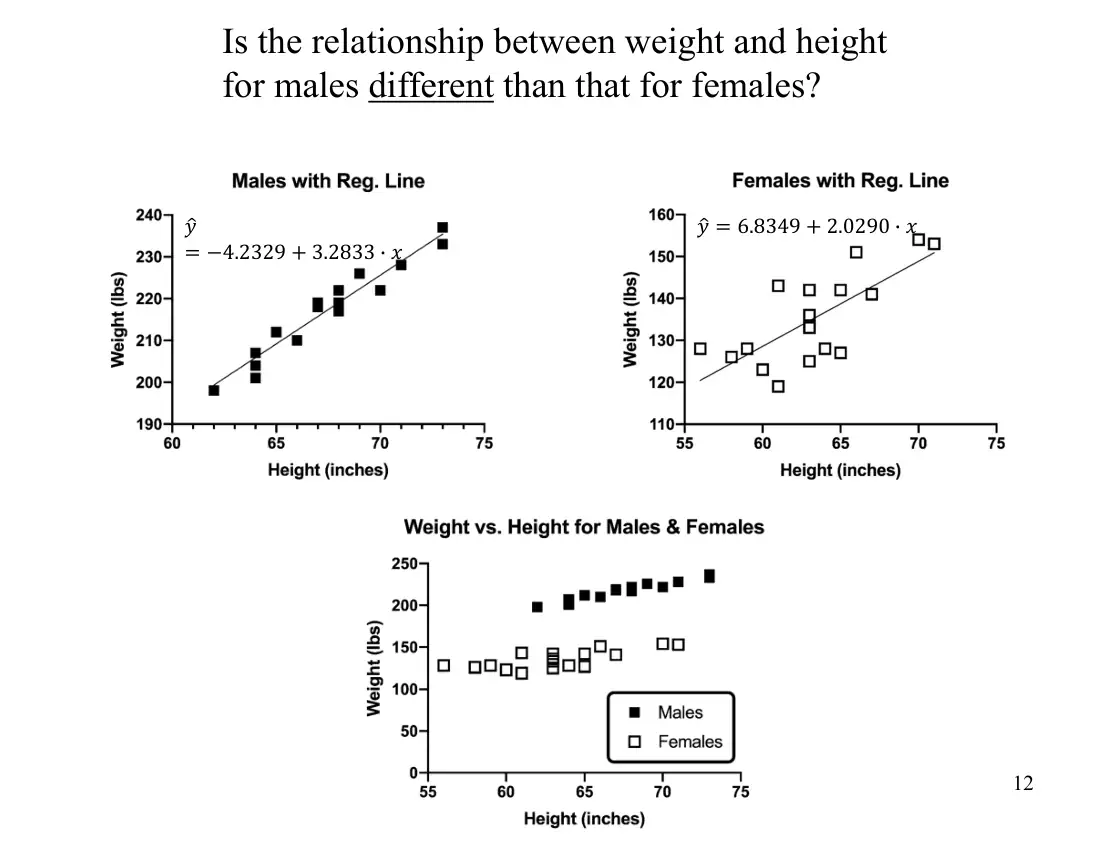 Is the relationship between weight and height
for males different than that for females?
Males with Reg. Line
ŷ
= −4.2329 + 3.2833 · x
240
230
220
210
200
190
Weight (lbs)
60 65 70 75
Height (inches)
Females with Reg. Line
ŷ = 6.8349 + 2.0290 · x
160
150
140
130
120
110
Weight (lbs)
55 60 65 70 75
Height (inches)
Weight vs. Height for Males & Females
250
200
150
100
50
0
Weight (lbs)
Males
Females
55 60 65 70 75
Height (inches)
12